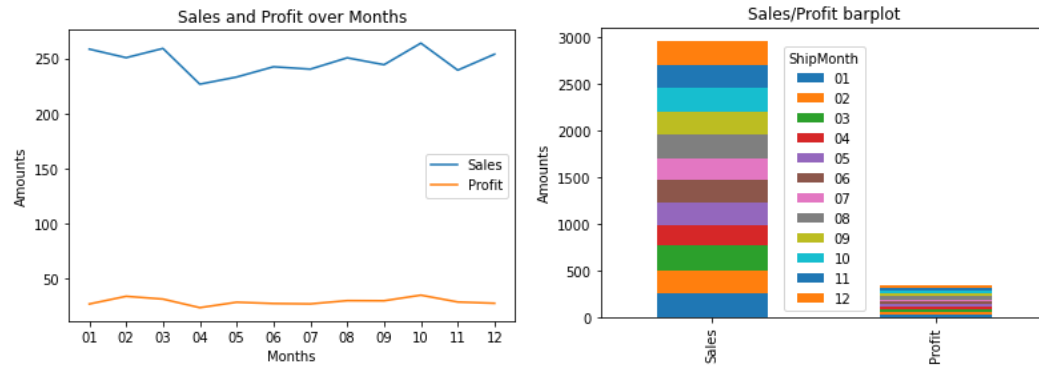 Sales and Profit over Months
Amounts
250
200
150
100
50
Sales
Profit
01 02 03 04 05 06 07 08 09 10 11 12
Months
Sales/Profit barplot
Amounts
3000
2500
2000
1500
1000
500
0
ShipMonth
01
02
03
04
05
06
07
08
09
10
11
12
Sales
Profit